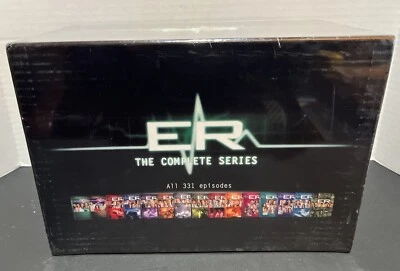 ER
THE COMPLETE SERIES
All 331 episodes